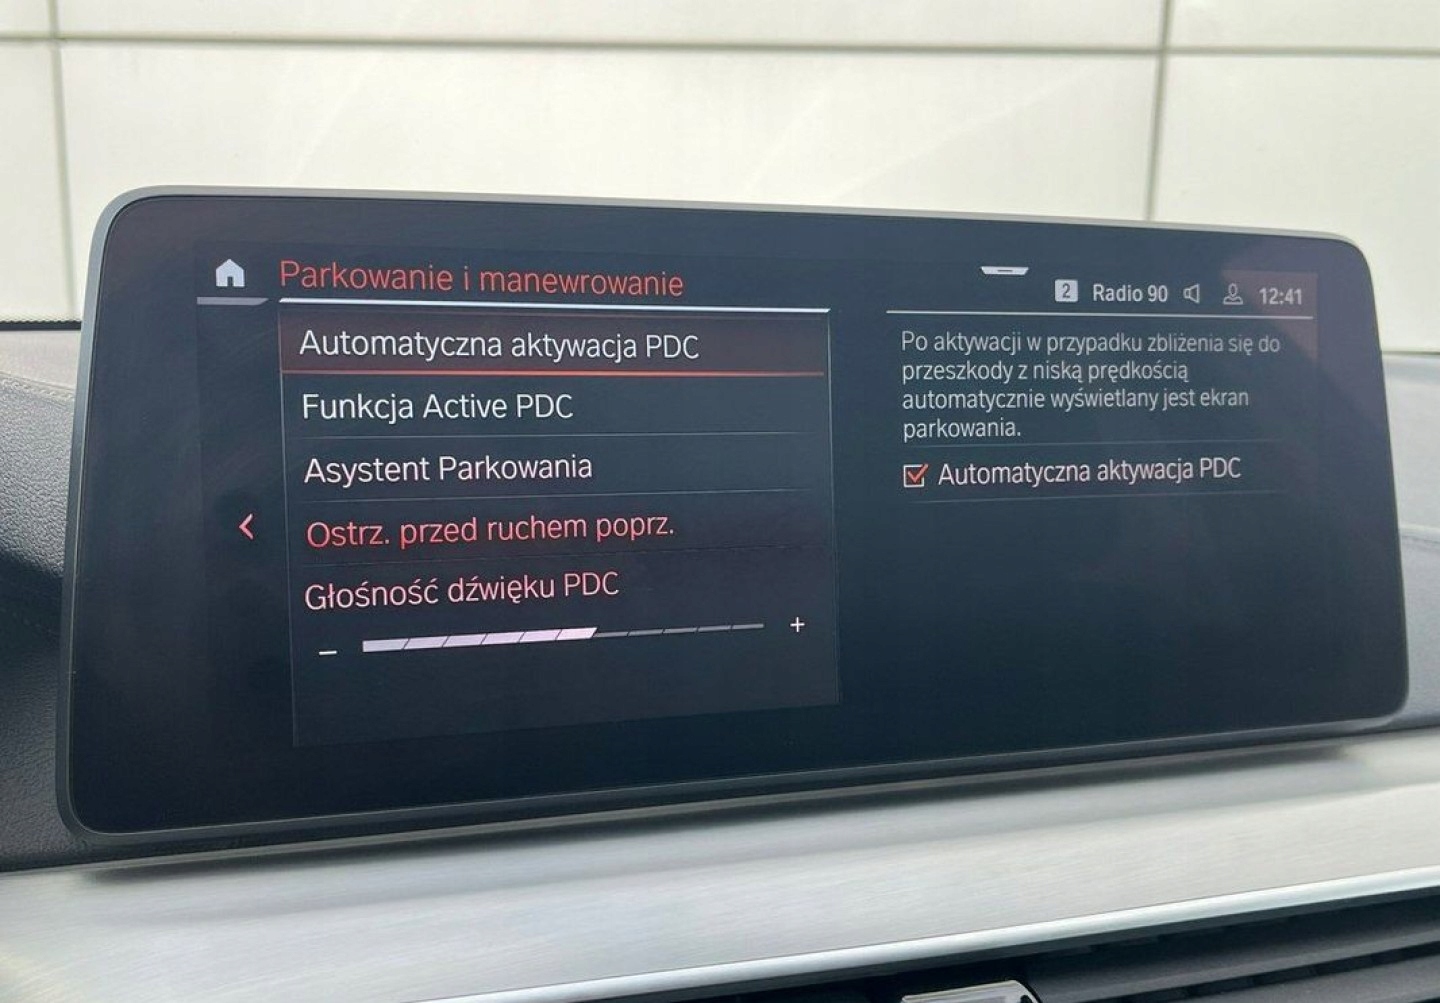 Parkowanie i manewrowanie
2 Radio 90 12:41
Automatyczna aktywacja PDC
Funkcja Active PDC
Asystent Parkowania
Ostrz. przed ruchem poprz.
Głośność dźwięku PDC
– +
Po aktywacji w przypadku zbliżenia się do
przeszkody z niską prędkością
automatycznie wyświetlany jest ekran
parkowania.
Automatyczna aktywacja PDC